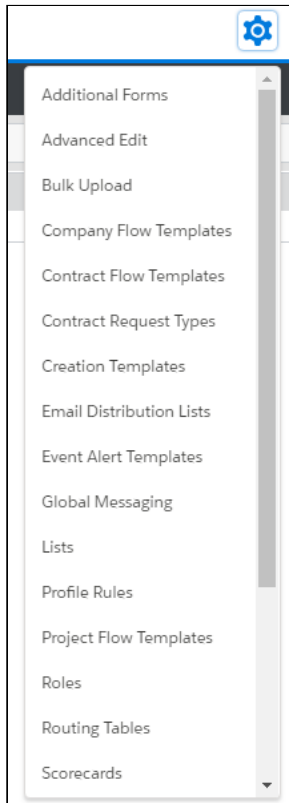 Additional Forms
Advanced Edit
Bulk Upload
Company Flow Templates
Contract Flow Templates
Contract Request Types
Creation Templates
Email Distribution Lists
Event Alert Templates
Global Messaging
Lists
Profile Rules
Project Flow Templates
Roles
Routing Tables
Scorecards